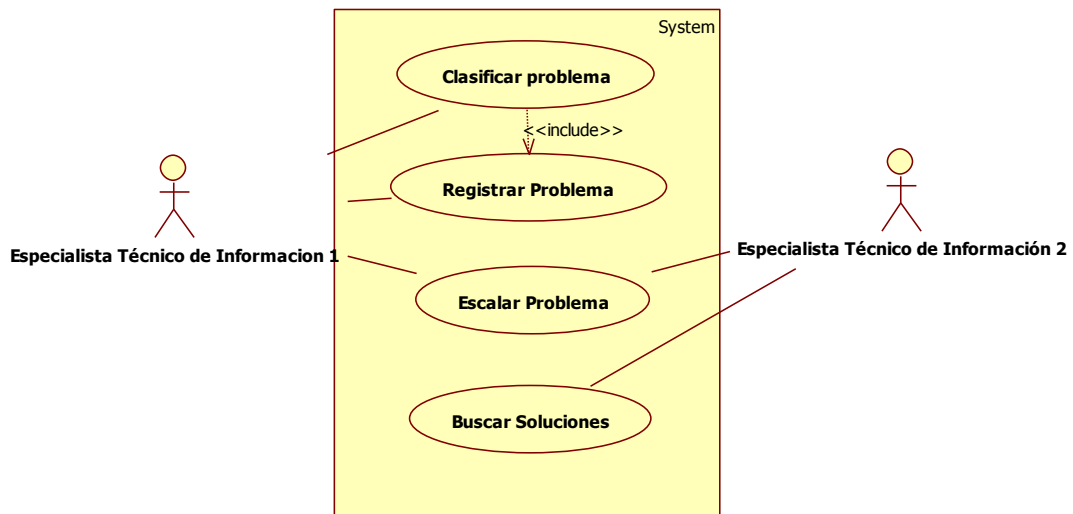 System
Clasificar problema
<<include>>
Registrar Problema
Especialista Técnico de Informacion 1
Especialista Técnico de Información 2
Escalar Problema
Buscar Soluciones